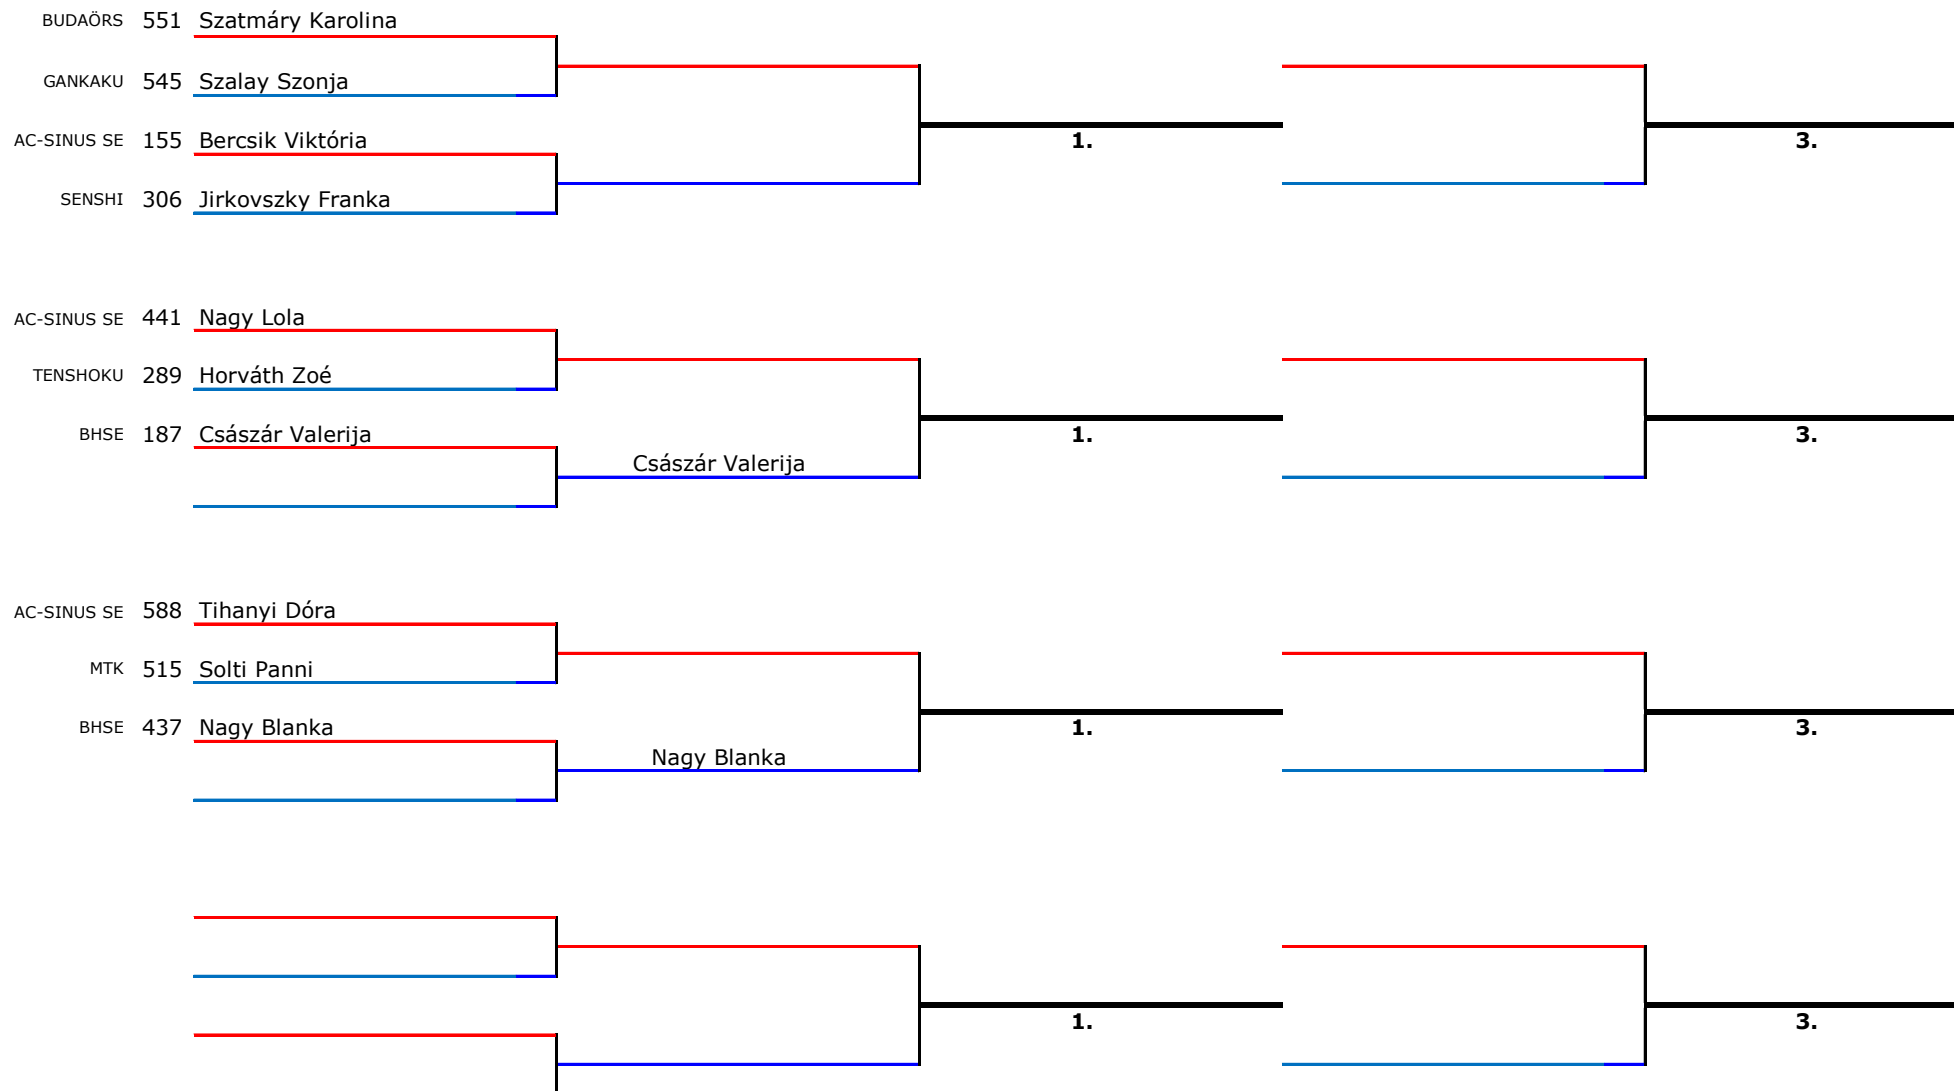 BUDAÖRS 551 Szatmáry Karolina
GANKAKU 545 Szalay Szonja
AC-SINUS SE 155 Bercsik Viktória 1. 3.
SENSHI 306 Jirkovszky Franka
AC-SINUS SE 441 Nagy Lola
TENSHOKU 289 Horváth Zoé
BHSE 187 Császár Valerija 1. 3.
Császár Valerija
AC-SINUS SE 588 Tihanyi Dóra
MTK 515 Solti Panni
BHSE 437 Nagy Blanka 1. 3.
Nagy Blanka
1. 3.